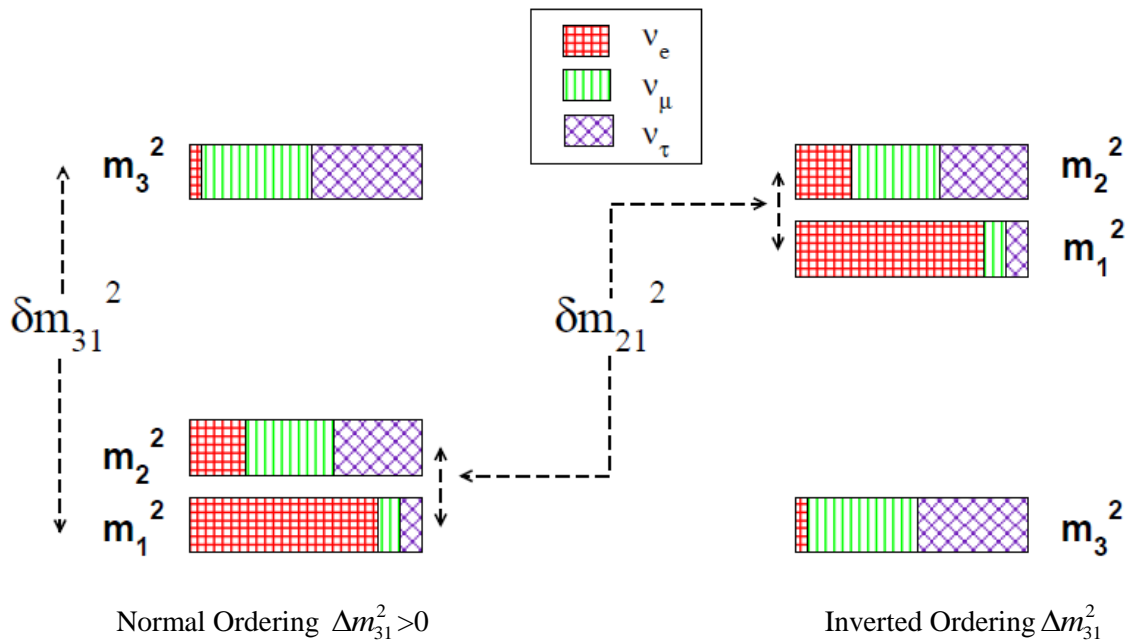 ν_e
ν_μ
ν_τ
m_3^2
m_2^2
m_1^2
δm_31^2
δm_21^2
m_2^2
m_1^2
m_3^2
Normal Ordering Δm_31^2 >0
Inverted Ordering Δm_31^2